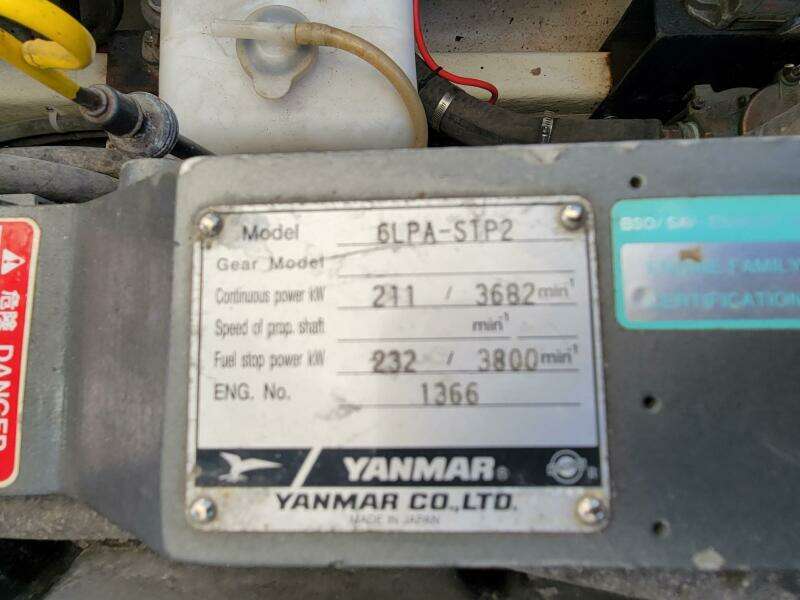 Model 6LPA-STP2
Gear Model
Continuous power kW 211 / 3682 min⁻¹
Speed of prop. shaft min⁻¹
Fuel stop power kW 232 / 3800 min⁻¹
ENG. No. 1366
YANMAR®
YANMAR CO.,LTD.
MADE IN JAPAN
危険 DANGER
BSO/SAV
ENGINE FAMILY
CERTIFICATION